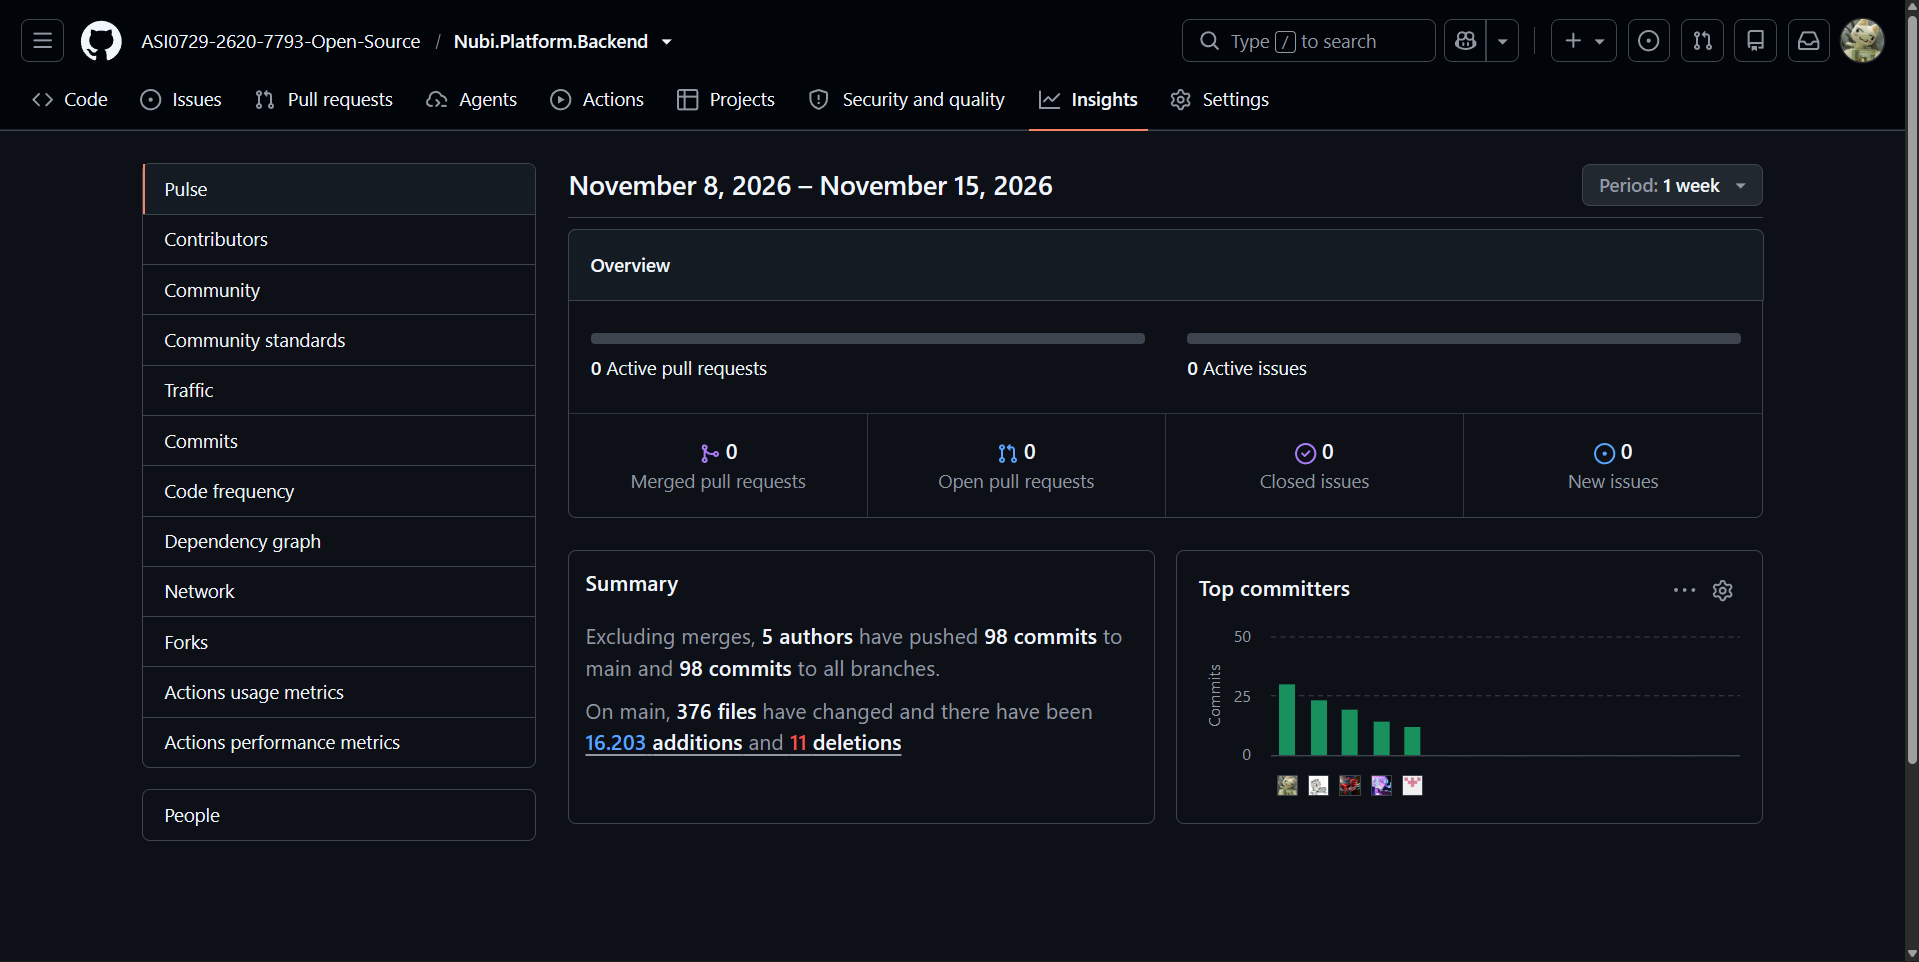 ASI0729-2620-7793-Open-Source / Nubi.Platform.Backend
Type / to search
Code
Issues
Pull requests
Agents
Actions
Projects
Security and quality
Insights
Settings
Pulse
Contributors
Community
Community standards
Traffic
Commits
Code frequency
Dependency graph
Network
Forks
Actions usage metrics
Actions performance metrics
People
November 8, 2026 – November 15, 2026
Period: 1 week
Overview
0 Active pull requests
0 Active issues
0
Merged pull requests
0
Open pull requests
0
Closed issues
0
New issues
Summary
Excluding merges, 5 authors have pushed 98 commits to
main and 98 commits to all branches.
On main, 376 files have changed and there have been
16.203 additions and 11 deletions
Top committers
Commits
50
25
0